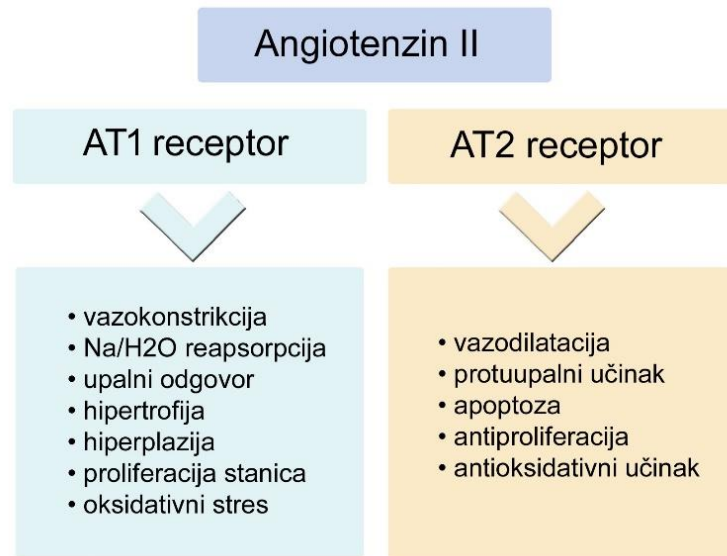 Angiotenzin II
AT1 receptor
• vazokonstrikcija
• Na/H2O reapsorpcija
• upalni odgovor
• hipertrofija
• hiperplazija
• proliferacija stanica
• oksidativni stres
AT2 receptor
• vazodilatacija
• protuupalni učinak
• apoptoza
• antiproliferacija
• antioksidativni učinak